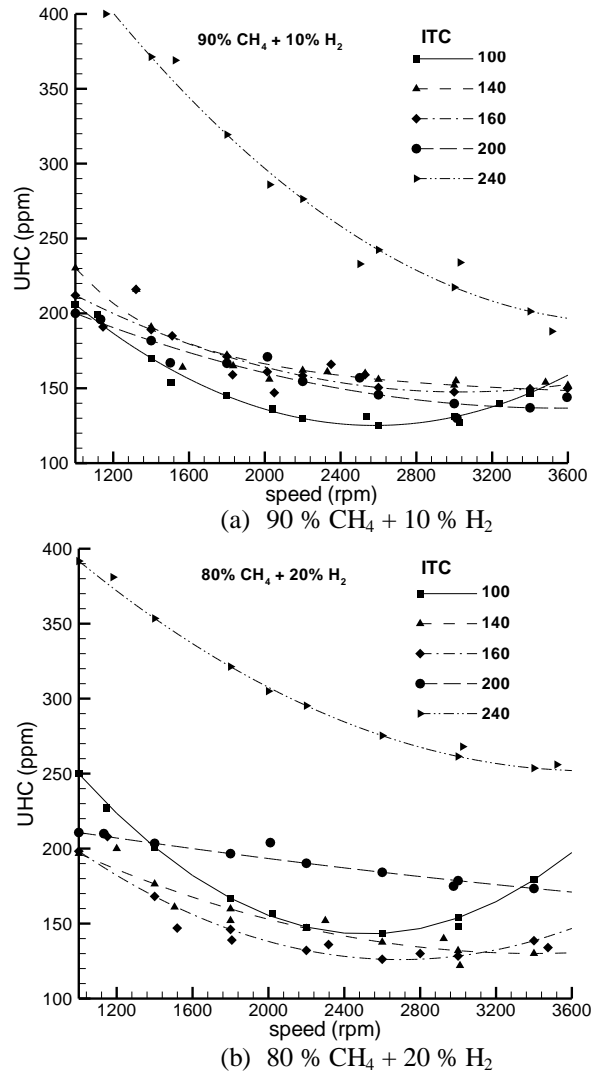 400
350
300
250
200
150
100
UHC (ppm)
90% CH₄ + 10% H₂
ITC
100
140
160
200
240
1200 1600 2000 2400 2800 3200 3600
speed (rpm)
(a) 90 % CH₄ + 10 % H₂
400
350
300
250
200
150
100
UHC (ppm)
80% CH₄ + 20% H₂
ITC
100
140
160
200
240
1200 1600 2000 2400 2800 3200 3600
speed (rpm)
(b) 80 % CH₄ + 20 % H₂